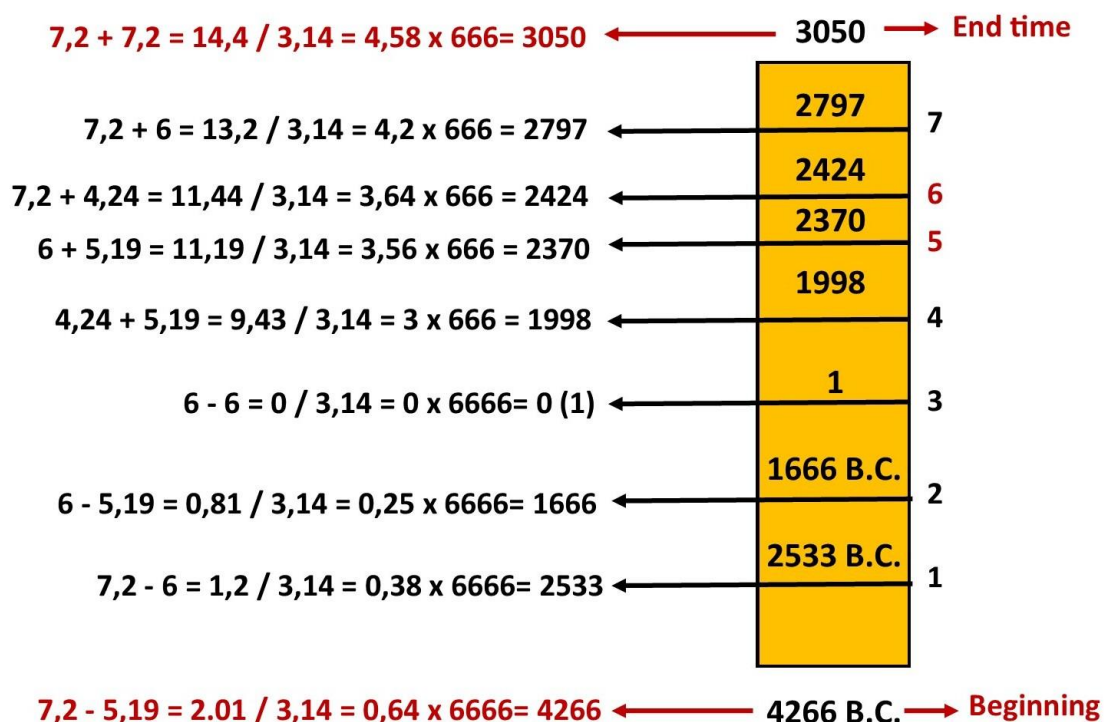 7,2 + 7,2 = 14,4 / 3,14 = 4,58 x 666= 3050 3050 End time
2797
7,2 + 6 = 13,2 / 3,14 = 4,2 x 666 = 2797 7
2424
7,2 + 4,24 = 11,44 / 3,14 = 3,64 x 666 = 2424 6
2370
6 + 5,19 = 11,19 / 3,14 = 3,56 x 666 = 2370 5
1998
4,24 + 5,19 = 9,43 / 3,14 = 3 x 666 = 1998 4
1
6 - 6 = 0 / 3,14 = 0 x 6666= 0 (1) 3
1666 B.C.
6 - 5,19 = 0,81 / 3,14 = 0,25 x 6666= 1666 2
2533 B.C.
7,2 - 6 = 1,2 / 3,14 = 0,38 x 6666= 2533 1
7,2 - 5,19 = 2.01 / 3,14 = 0,64 x 6666= 4266 4266 B.C. Beginning